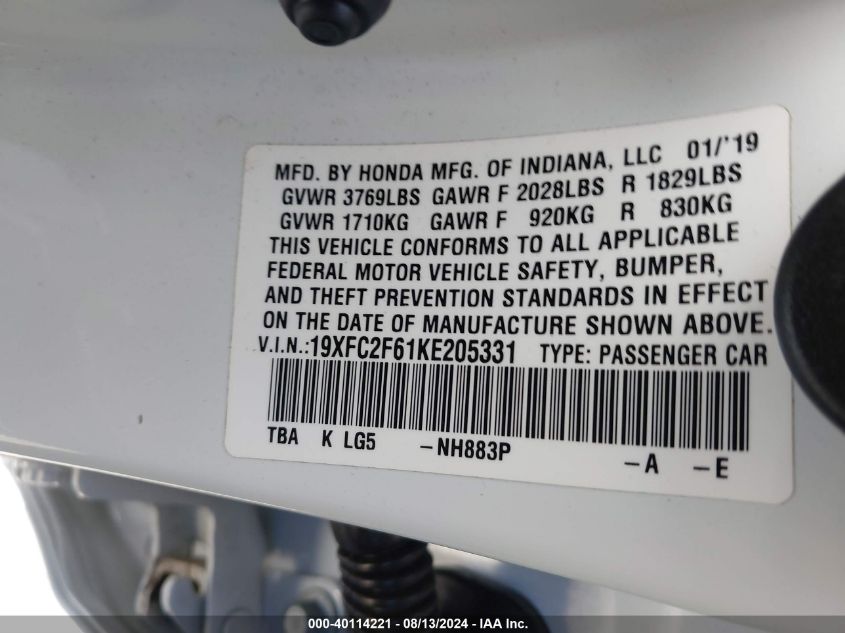 MFD. BY HONDA MFG. OF INDIANA, LLC 01/'19
GVWR 3769LBS GAWR F 2028LBS R 1829LBS
GVWR 1710KG GAWR F 920KG R 830KG
THIS VEHICLE CONFORMS TO ALL APPLICABLE
FEDERAL MOTOR VEHICLE SAFETY, BUMPER,
AND THEFT PREVENTION STANDARDS IN EFFECT
ON THE DATE OF MANUFACTURE SHOWN ABOVE.
V.I.N.:19XFC2F61KE205331 TYPE: PASSENGER CAR
TBA K LG5 -NH883P -A -E
000-40114221 - 08/13/2024 - IAA Inc.